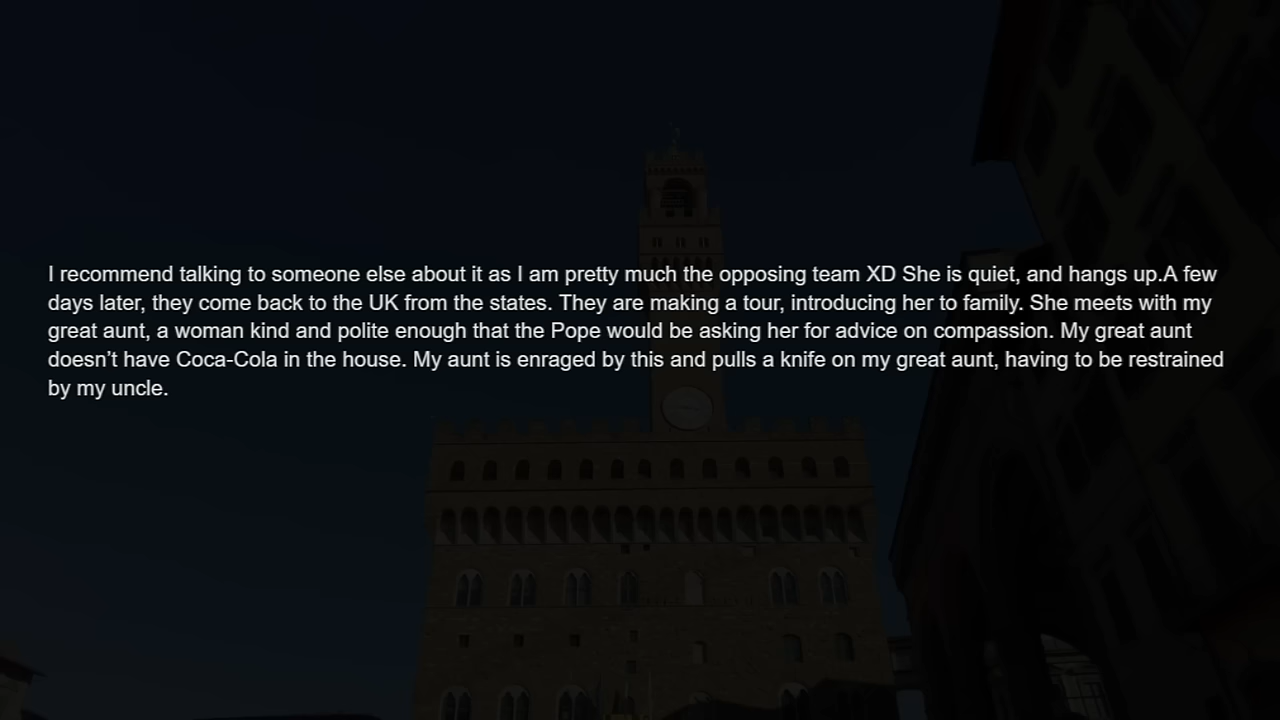 I recommend talking to someone else about it as I am pretty much the opposing team XD She is quiet, and hangs up.A few
days later, they come back to the UK from the states. They are making a tour, introducing her to family. She meets with my
great aunt, a woman kind and polite enough that the Pope would be asking her for advice on compassion. My great aunt
doesn’t have Coca-Cola in the house. My aunt is enraged by this and pulls a knife on my great aunt, having to be restrained
by my uncle.